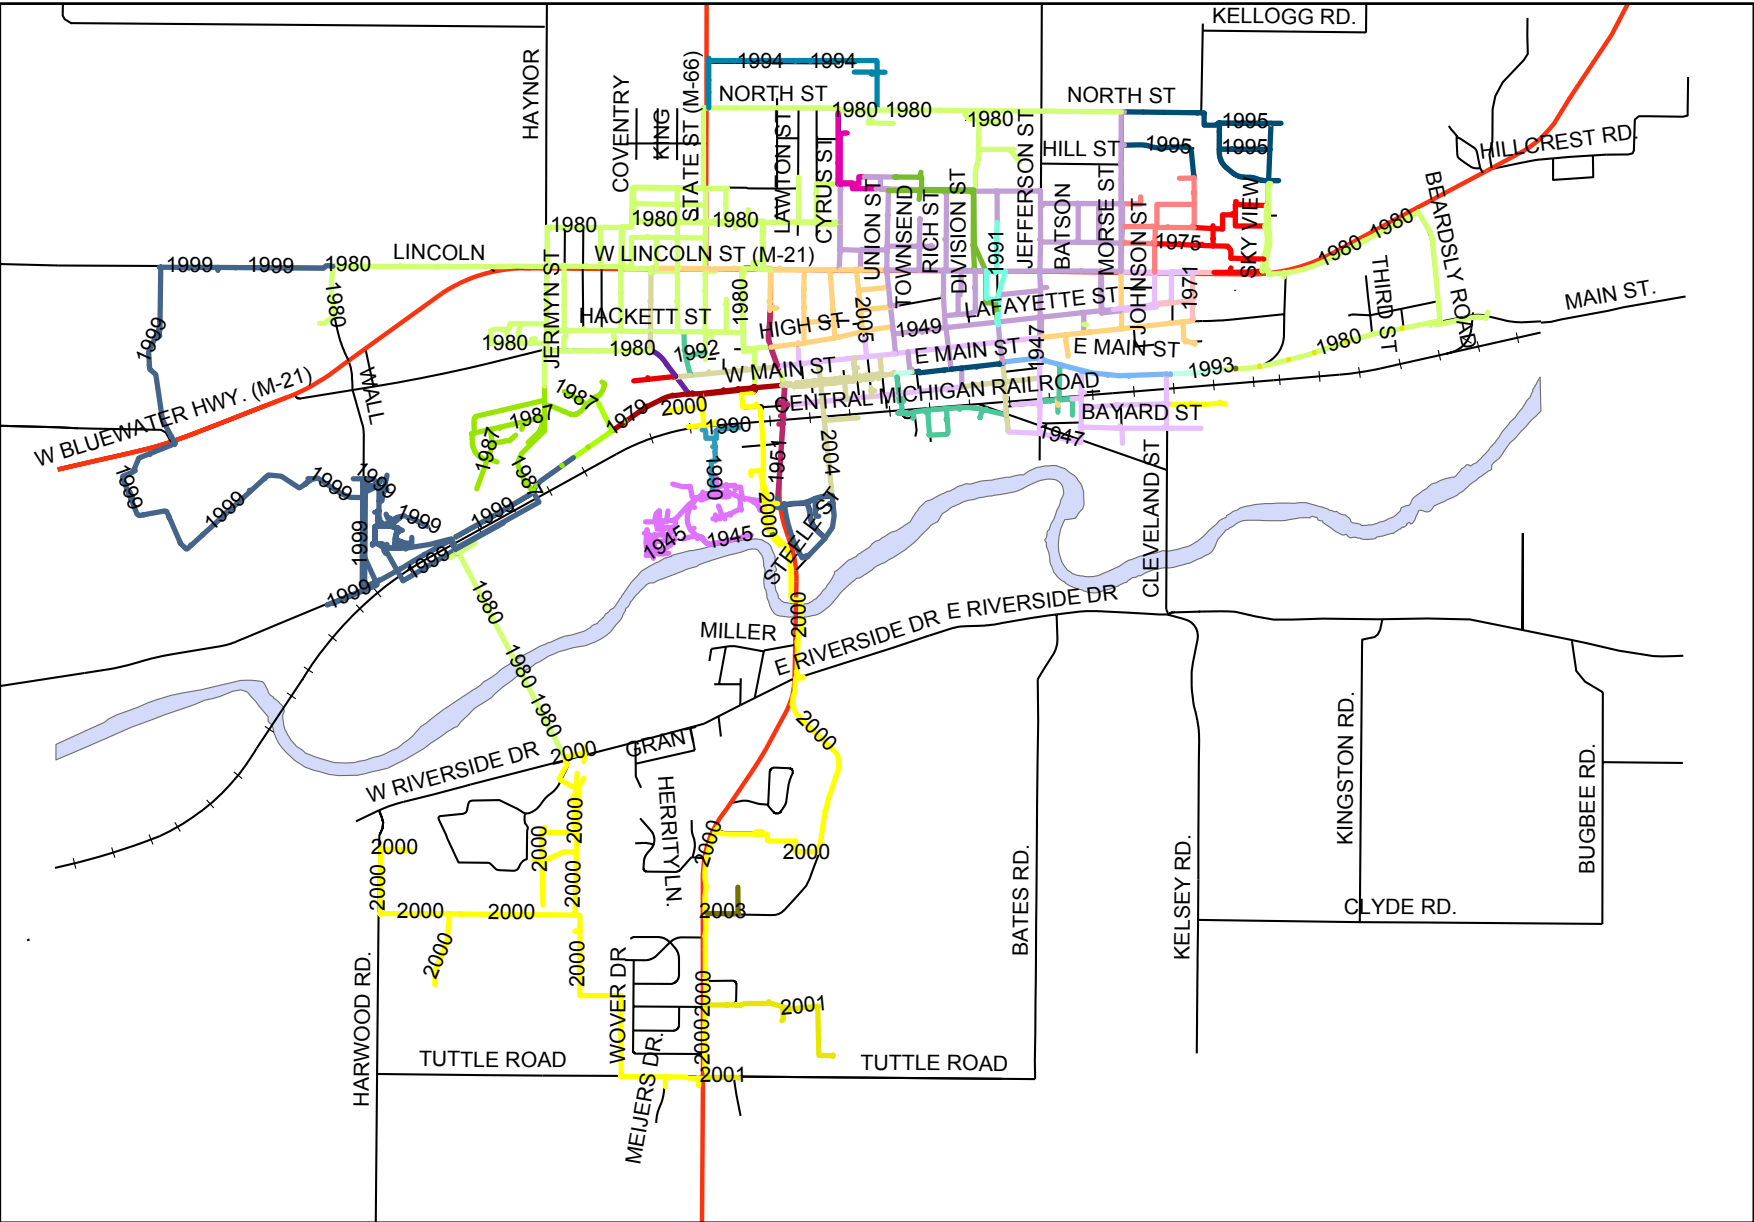 KELLOGG RD.
HAYNOR
1994
1994
STATE ST (M-66)
COVENTRY
KING
NORTH ST
NORTH ST
1980
1980
1980
1995
1995
1995
LAWTON ST
CYRUS ST
JEFFERSON ST
HILL ST
HILLCREST RD.
BEARDSLY ROAD
UNION ST
TOWNSEND
RICH ST
DIVISION ST
BATSON
MORSE ST
JOHNSON ST
SKY VIEW
1980
1980
1980
1975
1980
1980
1991
LINCOLN
W LINCOLN ST (M-21)
1999
1999
1980
1980
1980
1971
THIRD ST
MAIN ST.
JERMYN ST
HACKETT ST
HIGH ST
2005
1949
LAFAYETTE ST
1947
1999
1980
1980
1992
W MAIN ST
E MAIN ST
E MAIN ST
1993
1980
W BLUEWATER HWY. (M-21)
WALL
1987
1987
1979
2000
CENTRAL MICHIGAN RAILROAD
BAYARD ST
1990
1947
1987
1987
1951
2004
CLEVELAND ST
1999
1999
1999
1999
1999
1999
1999
1990
2000
STEELE ST
1945
1945
1999
1999
1999
1980
2000
MILLER
E RIVERSIDE DR
E RIVERSIDE DR
1980
1980
2000
W RIVERSIDE DR
2000
GRANT
KINGSTON RD.
BUGBEE RD.
HERRITY LN.
2000
2000
2000
2000
2000
2000
2000
BATES RD.
KELSEY RD.
2000
2000
2003
CLYDE RD.
2000
2000
HARWOOD RD.
WOVER DR
2000
2001
2000
TUTTLE ROAD
TUTTLE ROAD
MEIJERS DR.
2001